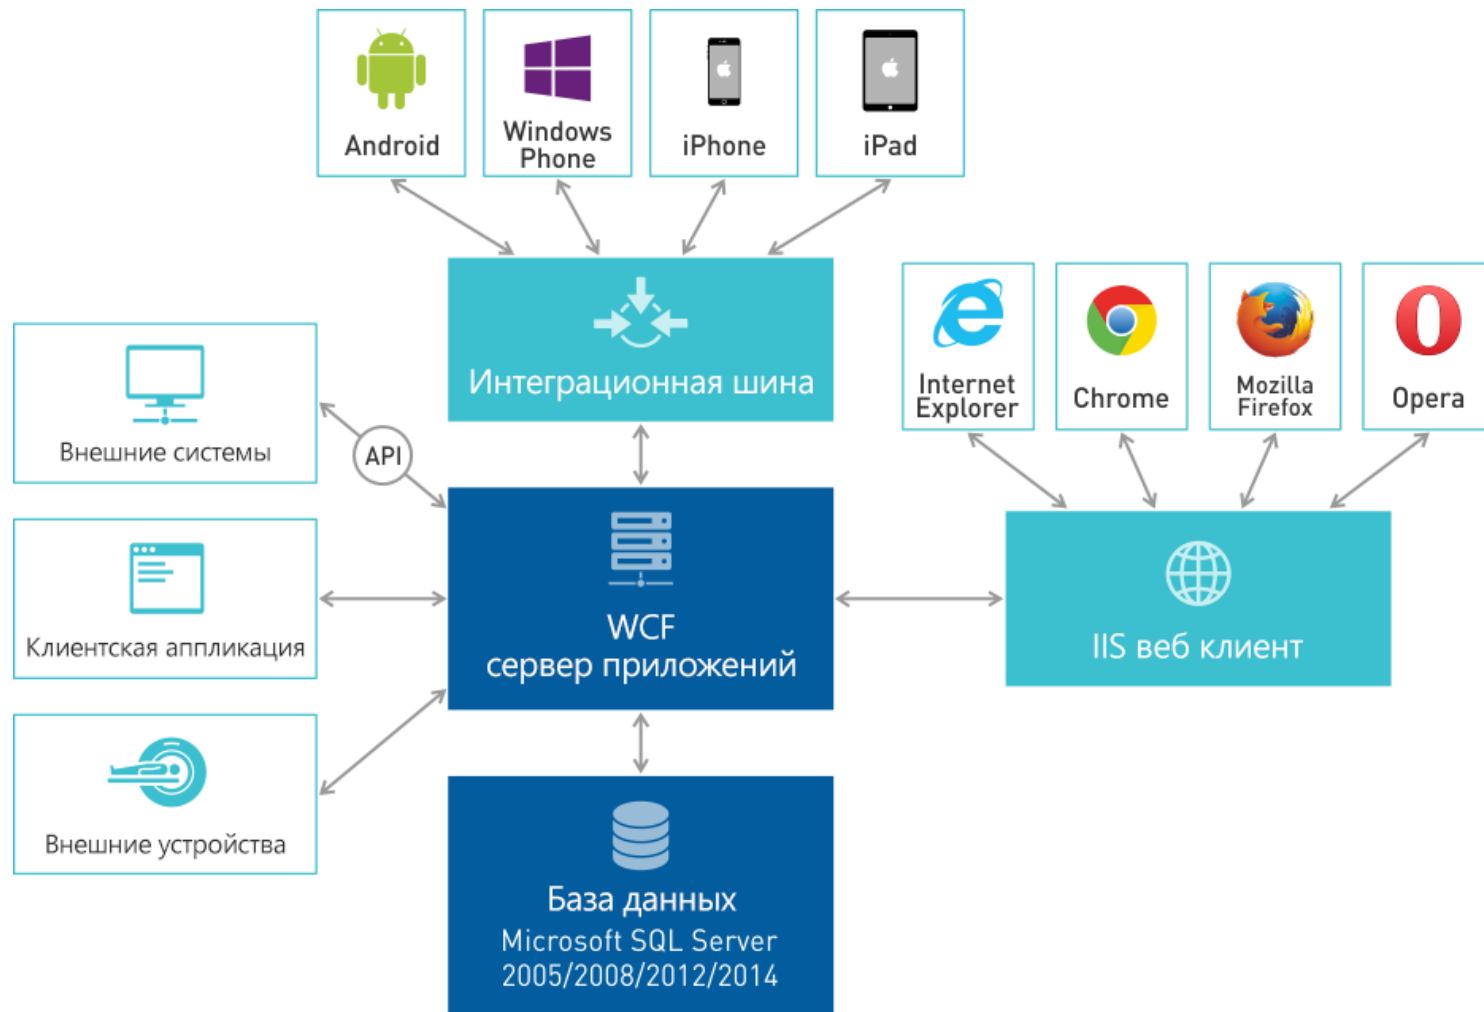 Android
Windows
Phone
iPhone
iPad
Интеграционная шина
Internet
Explorer
Chrome
Mozilla
Firefox
Opera
Внешние системы
API
Клиентская аппликация
WCF
сервер приложений
IIS веб клиент
Внешние устройства
База данных
Microsoft SQL Server
2005/2008/2012/2014